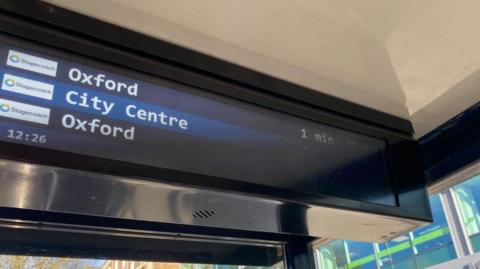 Stagecoach Oxford
Stagecoach City Centre 1 min
Stagecoach Oxford
12:26